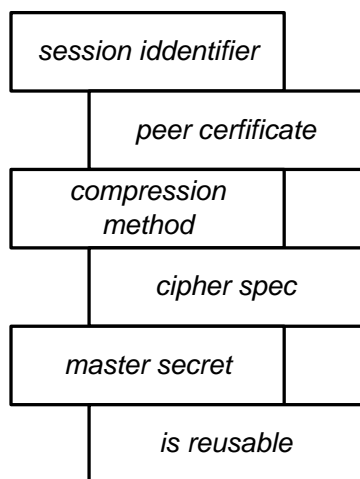 session iddentifier
peer cerfificate
compression
method
cipher spec
master secret
is reusable